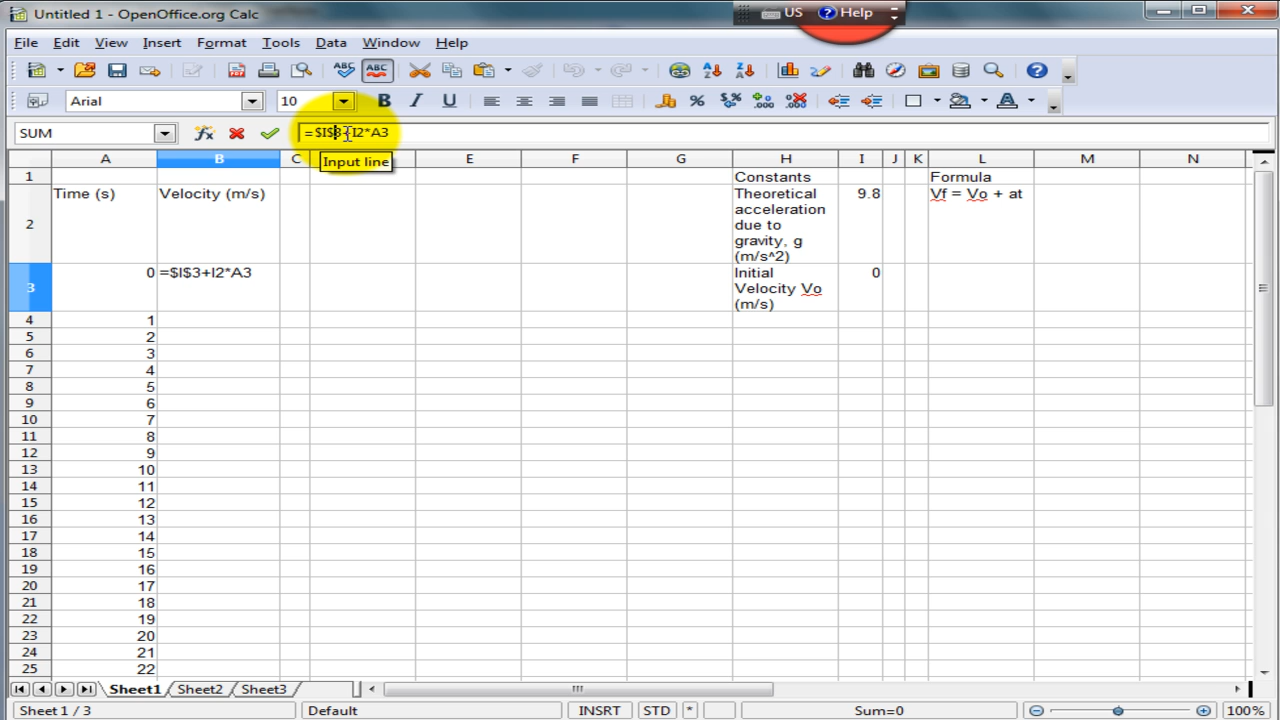 Untitled 1 - OpenOffice.org Calc
US Help
File Edit View Insert Format Tools Data Window Help
Arial 10
SUM =$I$3+I2*A3
Input line
A B C E F G H I J K L M N
1 Constants Formula
2 Time (s) Velocity (m/s) Theoretical acceleration due to gravity, g (m/s^2) 9.8 Vf = Vo + at
3 0 =$I$3+I2*A3 Initial Velocity Vo (m/s) 0
4 1
5 2
6 3
7 4
8 5
9 6
10 7
11 8
12 9
13 10
14 11
15 12
16 13
17 14
18 15
19 16
20 17
21 18
22 19
23 20
24 21
25 22
Sheet1 Sheet2 Sheet3
Sheet 1 / 3 Default INSRT STD * Sum=0 100%